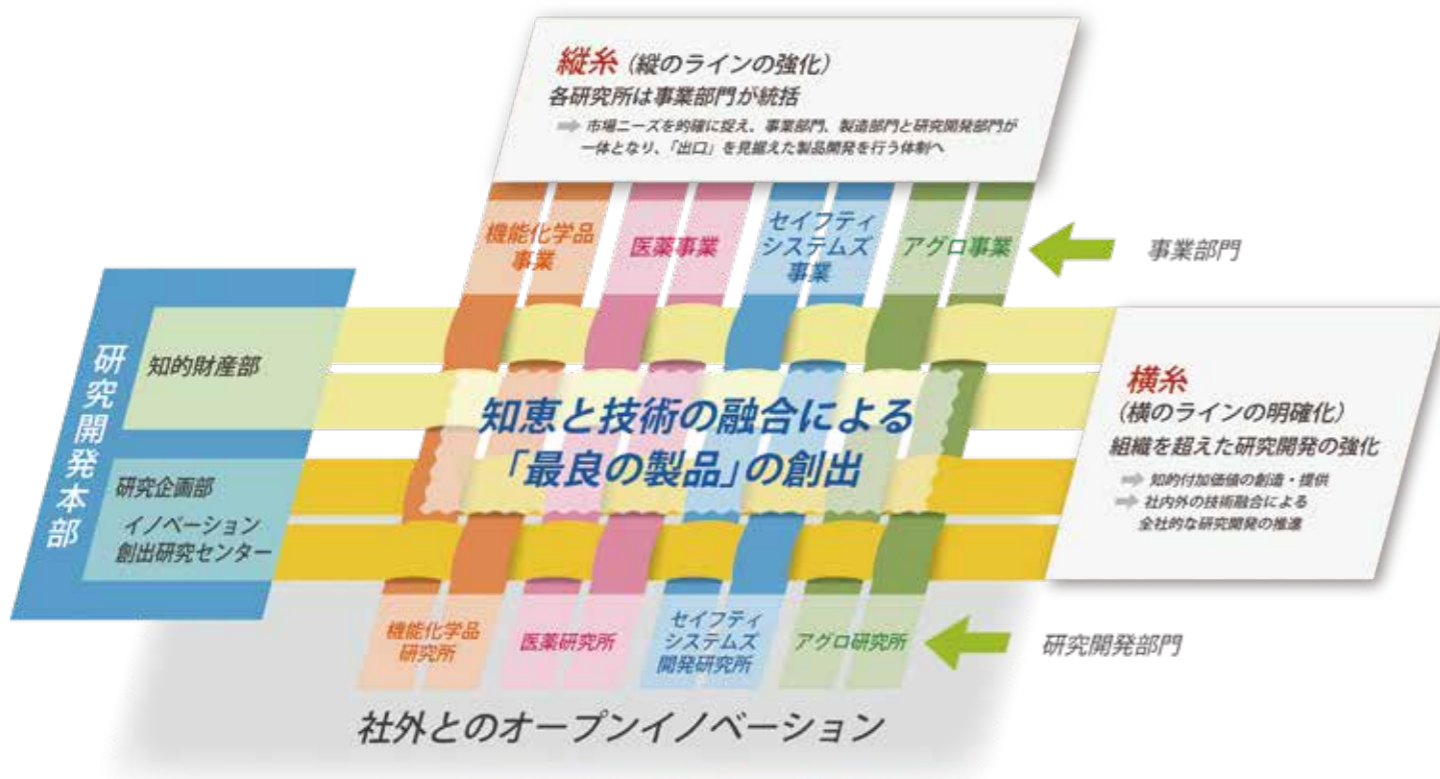 縦糸（縦のラインの強化）
各研究所は事業部門が統括
市場ニーズを的確に捉え、事業部門、製造部門と研究開発部門が
一体となり、「出口」を見据えた製品開発を行う体制へ
機能化学品
事業
医薬事業
セイフティ
システムズ
事業
アグロ事業
事業部門
研究開発本部
知的財産部
研究企画部
イノベーション
創出研究センター
知恵と技術の融合による
「最良の製品」の創出
横糸
（横のラインの明確化）
組織を超えた研究開発の強化
知的付加価値の創造・提供
社内外の技術融合による
全社的な研究開発の推進
機能化学品
研究所
医薬研究所
セイフティ
システムズ
開発研究所
アグロ研究所
研究開発部門
社外とのオープンイノベーション